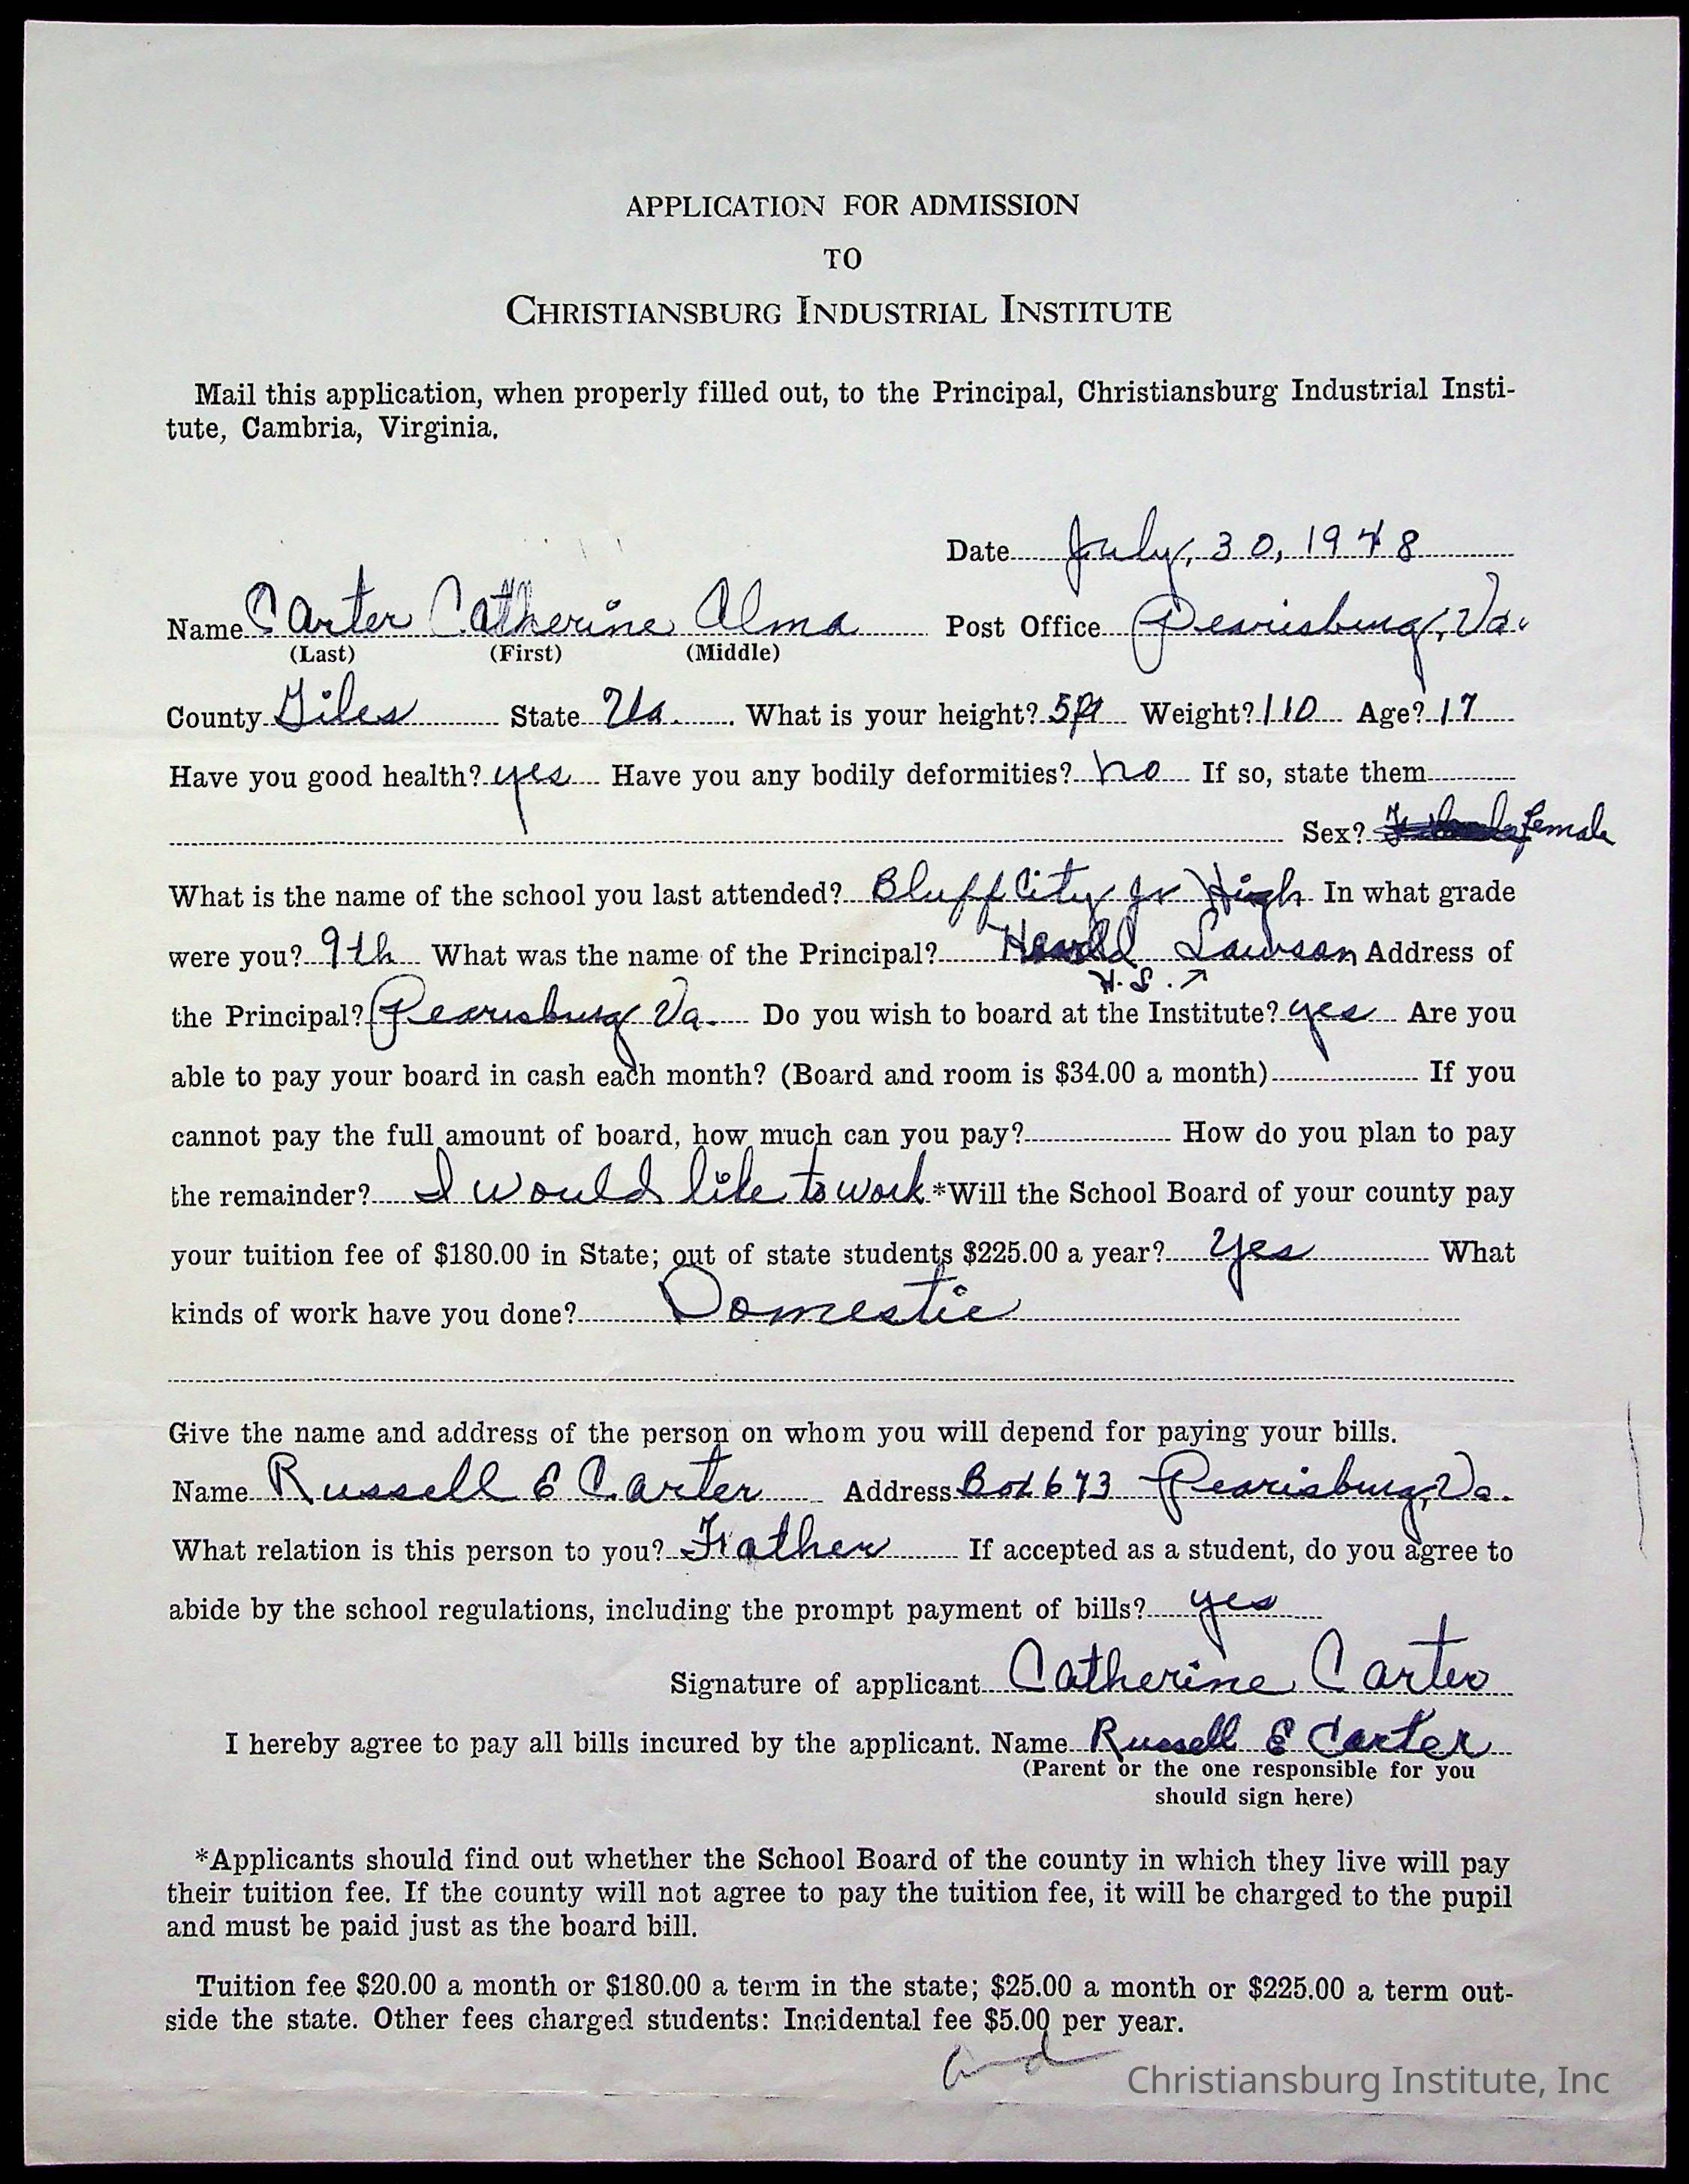 APPLICATION FOR ADMISSION
TO
CHRISTIANSBURG INDUSTRIAL INSTITUTE
Mail this application, when properly filled out, to the Principal, Christiansburg Industrial Insti-
tute, Cambria, Virginia.
Date July, 30, 1948
Name Carter Catherine Alma Post Office Pearisburg, Va.
(Last) (First) (Middle)
County Giles State Va. What is your height? 5ft Weight? 110 Age? 17
Have you good health? yes Have you any bodily deformities? no If so, state them
Sex? female
What is the name of the school you last attended? Bluff City Jr High In what grade
were you? 9th What was the name of the Principal? Lawson Address of
H.S.
the Principal? Pearisburg Va. Do you wish to board at the Institute? yes Are you
able to pay your board in cash each month? (Board and room is $34.00 a month) If you
cannot pay the full amount of board, how much can you pay? How do you plan to pay
the remainder? I would like to work *Will the School Board of your county pay
your tuition fee of $180.00 in State; out of state students $225.00 a year? Yes What
kinds of work have you done? Domestic
Give the name and address of the person on whom you will depend for paying your bills.
Name Russell E Carter Address Box 673 Pearisburg, Va.
What relation is this person to you? Father If accepted as a student, do you agree to
abide by the school regulations, including the prompt payment of bills? yes
Signature of applicant Catherine Carter
I hereby agree to pay all bills incured by the applicant. Name Russell E Carter
(Parent or the one responsible for you
should sign here)
*Applicants should find out whether the School Board of the county in which they live will pay
their tuition fee. If the county will not agree to pay the tuition fee, it will be charged to the pupil
and must be paid just as the board bill.
Tuition fee $20.00 a month or $180.00 a term in the state; $25.00 a month or $225.00 a term out-
side the state. Other fees charged students: Incidental fee $5.00 per year.
Christiansburg Institute, Inc